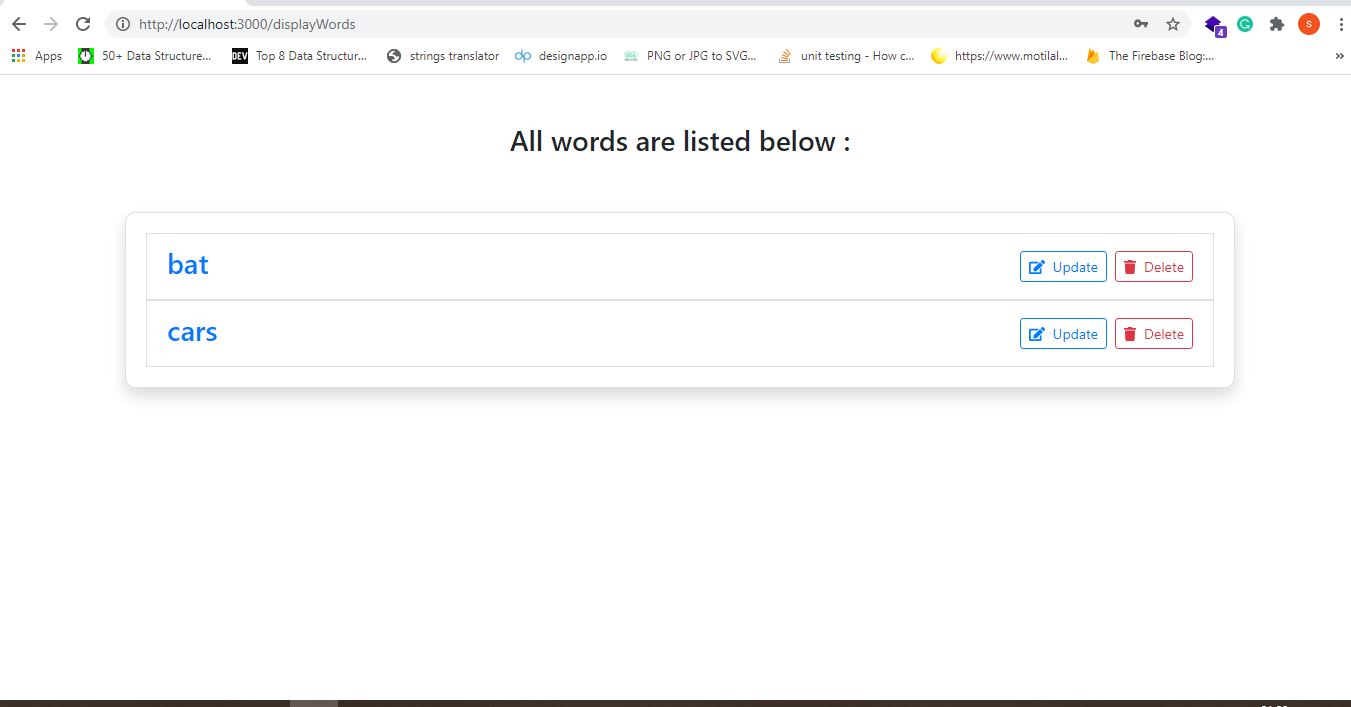 http://localhost:3000/displayWords
4
S
Apps 50+ Data Structure... DEV Top 8 Data Structur... strings translator dp designapp.io PNG or JPG to SVG... unit testing - How c... https://www.motilal... The Firebase Blog:... »
All words are listed below :
bat Update Delete
cars Update Delete